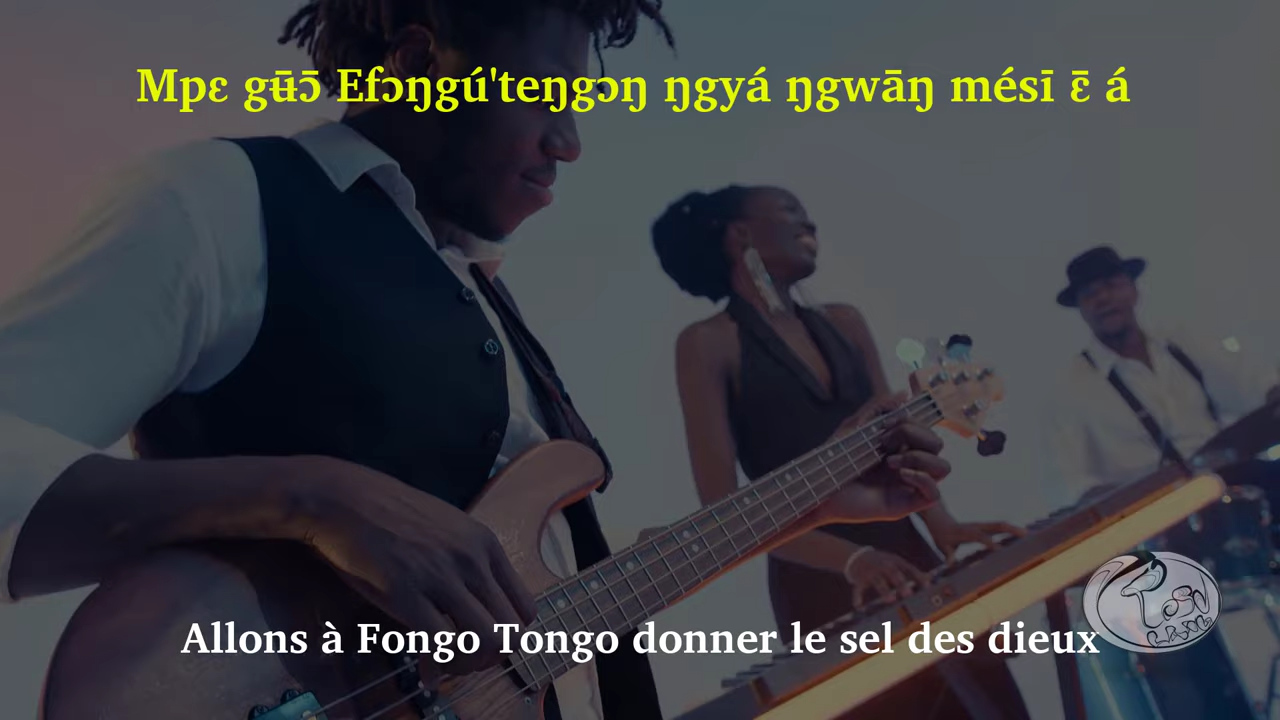 Mpɛ gʉ̄ɔ̄ Efɔŋgú'teŋgɔŋ ŋgyá ŋgwāŋ mésī ɛ̄ á
Allons à Fongo Tongo donner le sel des dieux